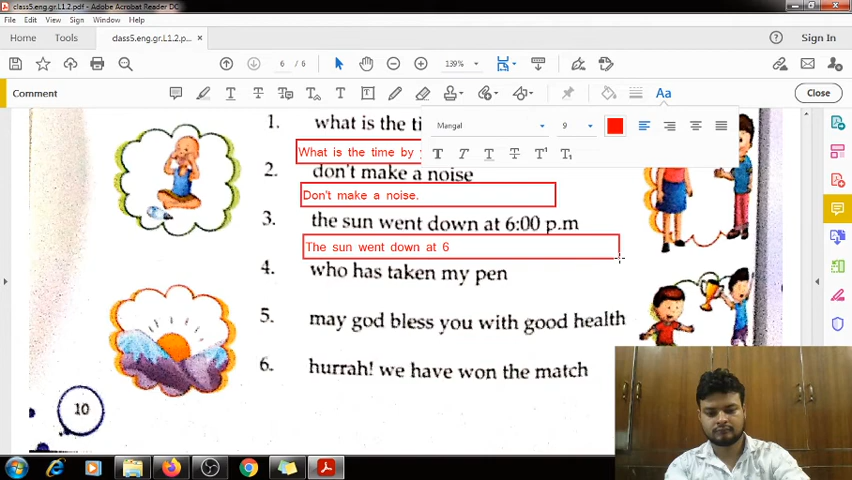 class5.eng.gr.L1.2.pdf - Adobe Acrobat Reader DC
File Edit View Sign Window Help
Home Tools class5.eng.gr.L1.2.p... × Sign In
6 / 6 139%
Comment Aa Close
Mangal 9
T T T T T¹ T₁
1. what is the ti
What is the time by
2. don't make a noise
Don't make a noise.
3. the sun went down at 6:00 p.m
The sun went down at 6
4. who has taken my pen
5. may god bless you with good health
6. hurrah! we have won the match
10